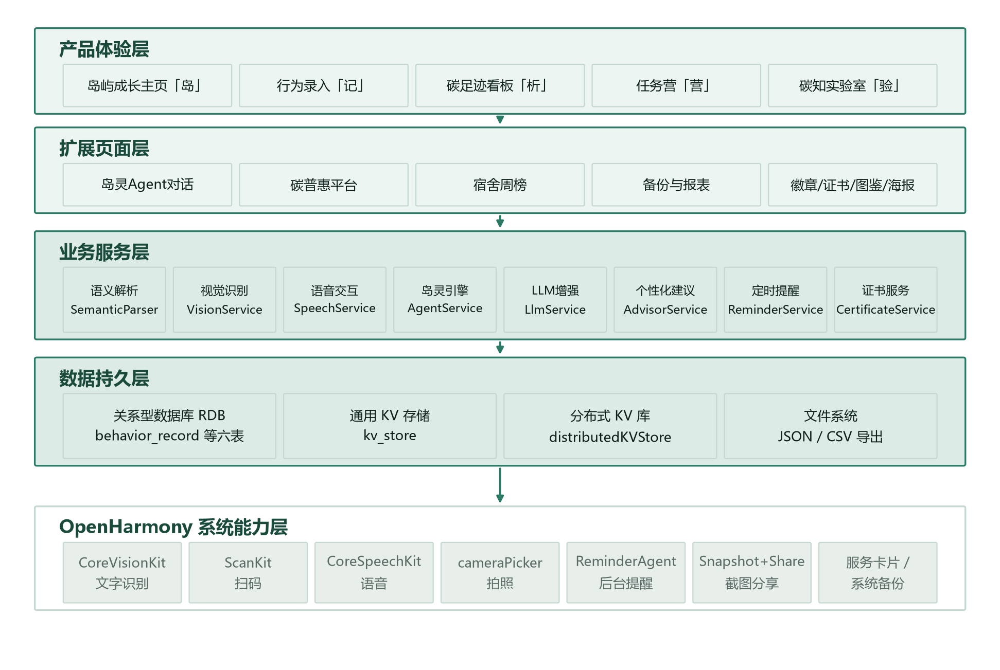 产品体验层
岛屿成长主页「岛」
行为录入「记」
碳足迹看板「析」
任务营「营」
碳知实验室「验」
扩展页面层
岛灵Agent对话
碳普惠平台
宿舍周榜
备份与报表
徽章/证书/图鉴/海报
业务服务层
语义解析
SemanticParser
视觉识别
VisionService
语音交互
SpeechService
岛灵引擎
AgentService
LLM增强
LlmService
个性化建议
AdvisorService
定时提醒
ReminderService
证书服务
CertificateService
数据持久层
关系型数据库 RDB
behavior_record 等六表
通用 KV 存储
kv_store
分布式 KV 库
distributedKVStore
文件系统
JSON / CSV 导出
OpenHarmony 系统能力层
CoreVisionKit
文字识别
ScanKit
扫码
CoreSpeechKit
语音
cameraPicker
拍照
ReminderAgent
后台提醒
Snapshot+Share
截图分享
服务卡片 /
系统备份